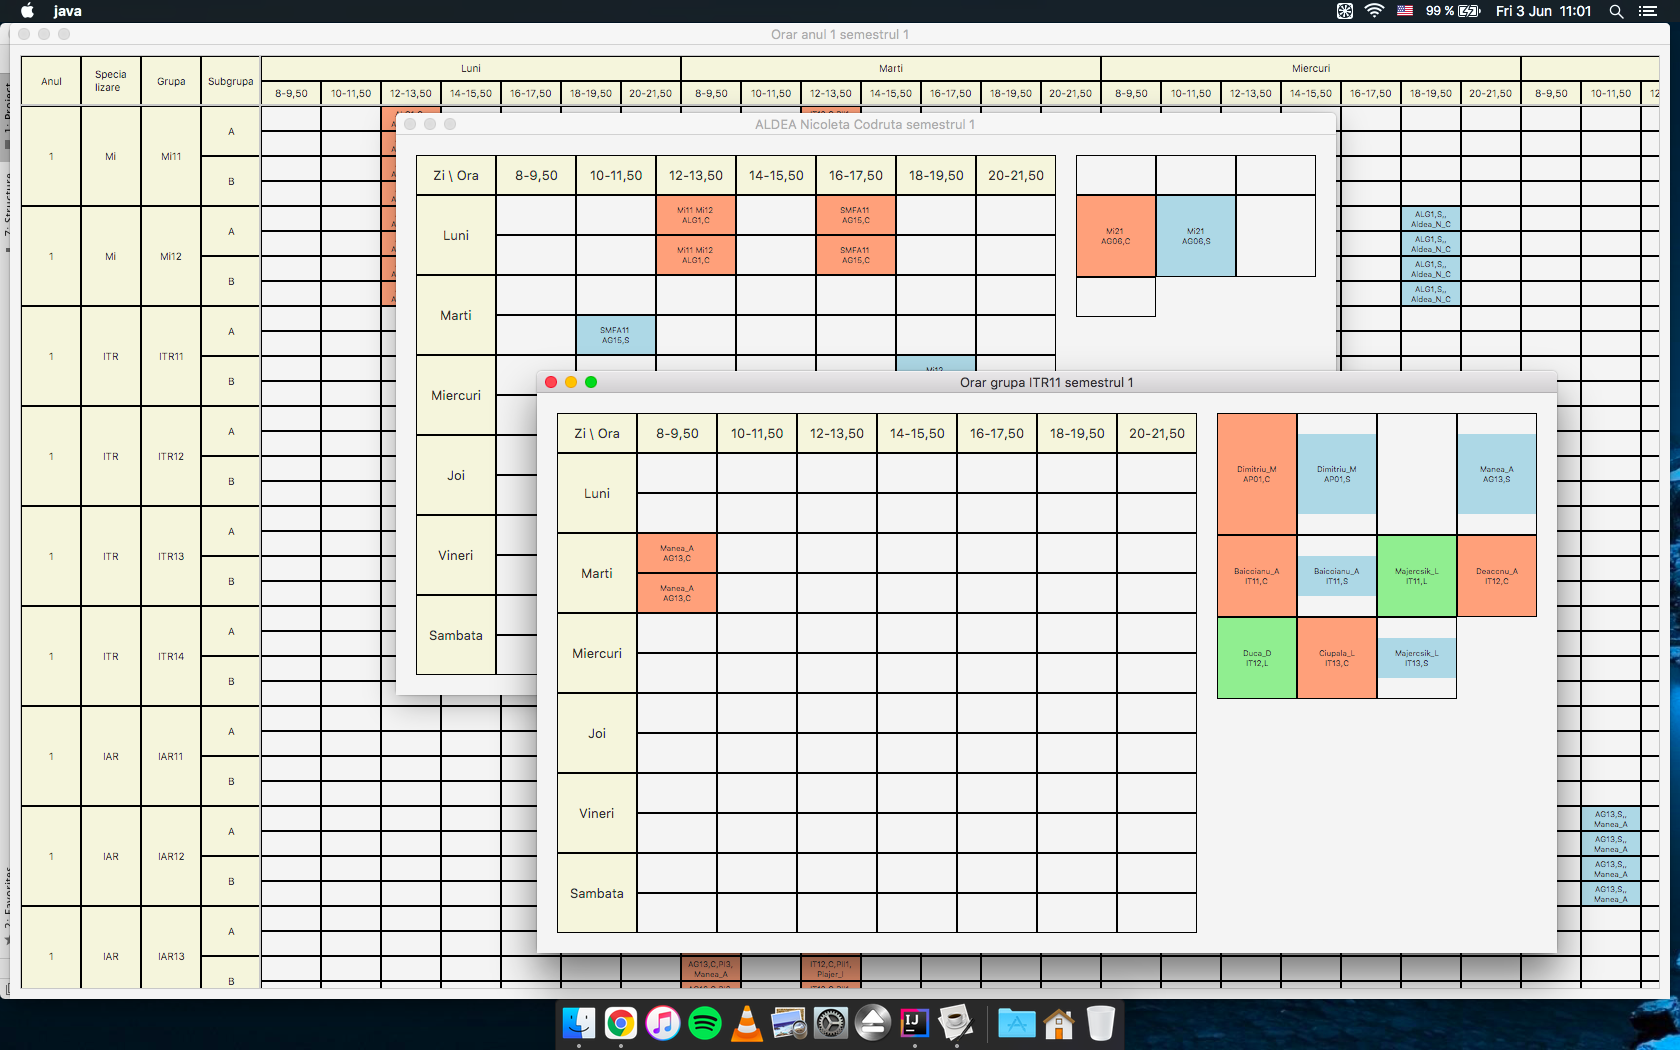 java
99 %
Fri 3 Jun 11:01
Orar anul 1 semestrul 1
Anul
Specia
lizare
Grupa
Subgrupa
Luni
Marti
Miercuri
8-9,50 10-11,50 12-13,50 14-15,50 16-17,50 18-19,50 20-21,50 8-9,50 10-11,50 12-13,50 14-15,50 16-17,50 18-19,50 20-21,50 8-9,50 10-11,50 12-13,50 14-15,50 16-17,50 18-19,50 20-21,50 8-9,50 10-11,50
1 Mi Mi11 A
B
1 Mi Mi12 A
B
1 ITR ITR11 A
B
1 ITR ITR12 A
B
1 ITR ITR13 A
B
1 ITR ITR14 A
B
1 IAR IAR11 A
B
1 IAR IAR12 A
B
1 IAR IAR13 A
B
ALG1,S,,
Aldea_N_C
ALG1,S,,
Aldea_N_C
ALG1,S,,
Aldea_N_C
ALG1,S,,
Aldea_N_C
AG13,S,,
Manea_A
AG13,S,,
Manea_A
AG13,S,,
Manea_A
AG13,S,,
Manea_A
Manea_A
ALDEA Nicoleta Codruta semestrul 1
Zi \ Ora 8-9,50 10-11,50 12-13,50 14-15,50 16-17,50 18-19,50 20-21,50
Luni
Mi11 Mi12
ALG1,C
SMFA11
AG15,C
Mi11 Mi12
ALG1,C
SMFA11
AG15,C
Marti
SMFA11
AG15,S
Miercuri
Joi
Vineri
Sambata
Mi21
AG06,C
Mi21
AG06,S
Orar grupa ITR11 semestrul 1
Zi \ Ora 8-9,50 10-11,50 12-13,50 14-15,50 16-17,50 18-19,50 20-21,50
Luni
Marti
Manea_A
AG13,C
Manea_A
AG13,C
Miercuri
Joi
Vineri
Sambata
Dimitriu_M
AP01,C
Dimitriu_M
AP01,S
Manea_A
AG13,S
Baicoianu_A
IT11,C
Baicoianu_A
IT11,S
Majercsik_L
IT11,L
Deaconu_A
IT12,C
Duca_D
IT12,L
Ciupala_L
IT13,C
Majercsik_L
IT13,S
IJ